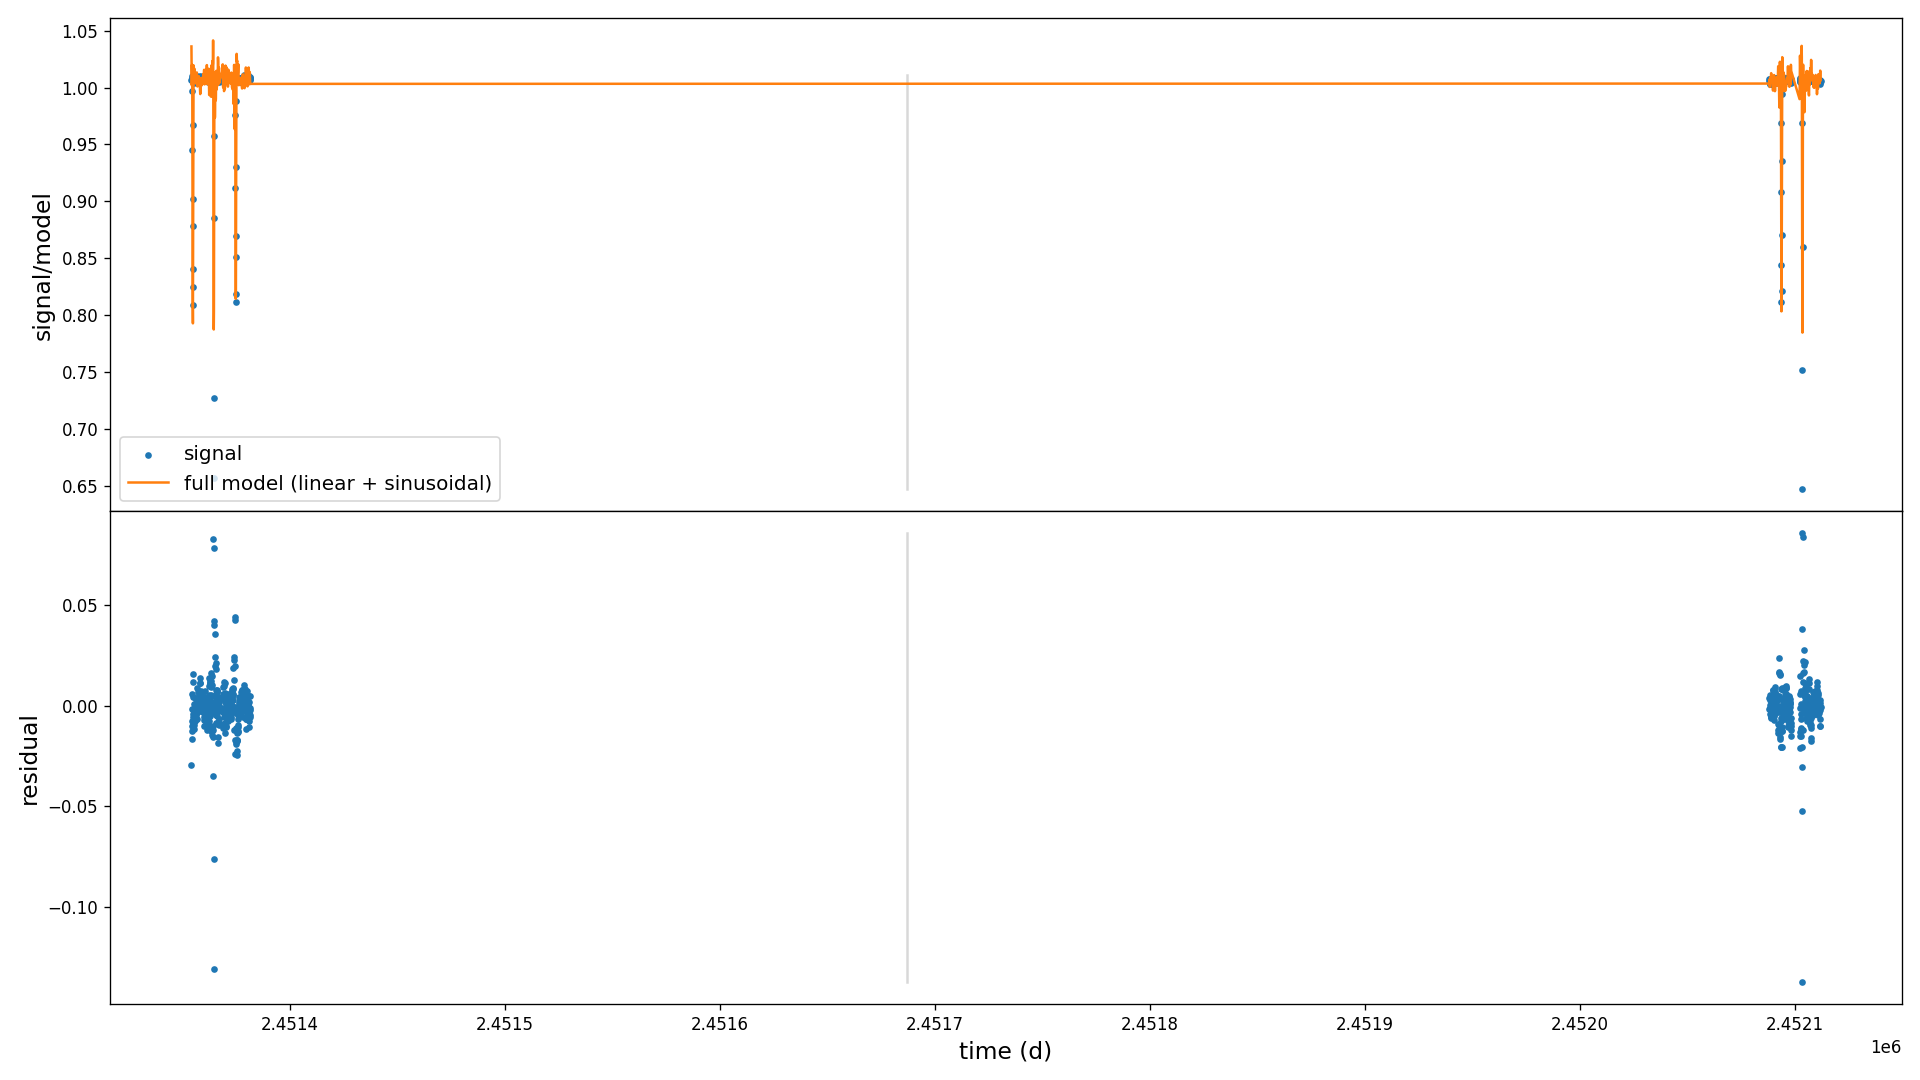 1.05
1.00
0.95
0.90
0.85
0.80
0.75
0.70
0.65
signal/model
signal
full model (linear + sinusoidal)
0.05
0.00
−0.05
−0.10
residual
2.4514 2.4515 2.4516 2.4517 2.4518 2.4519 2.4520 2.4521
1e6
time (d)